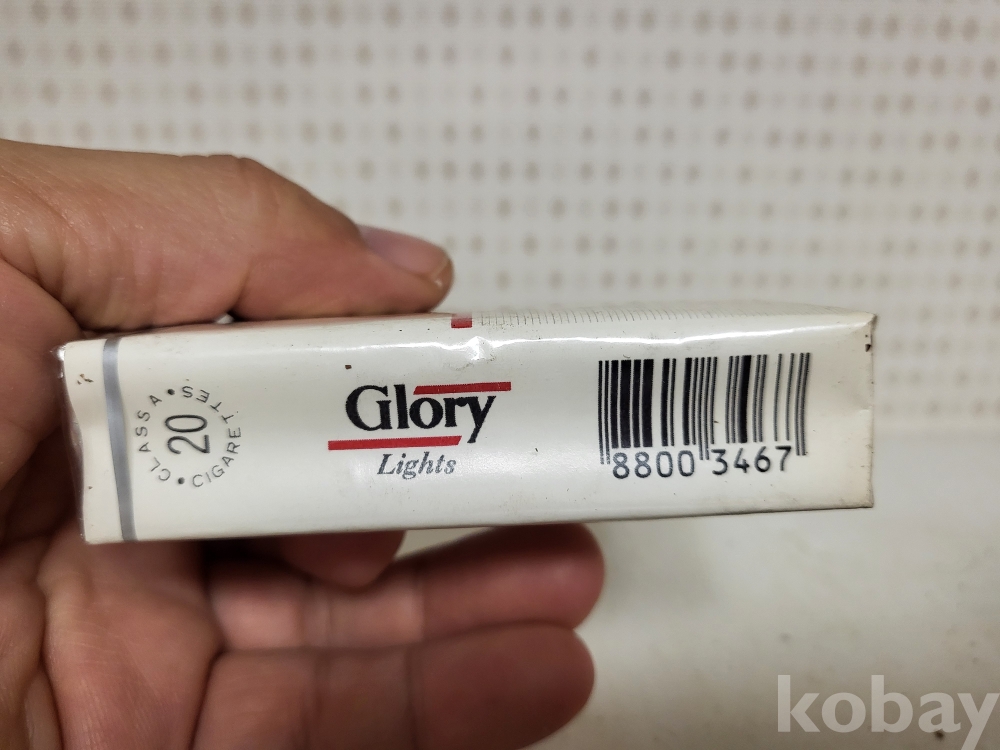 CLASS A • 20 • CIGARETTES
Glory
Lights
8800 3467
kobay